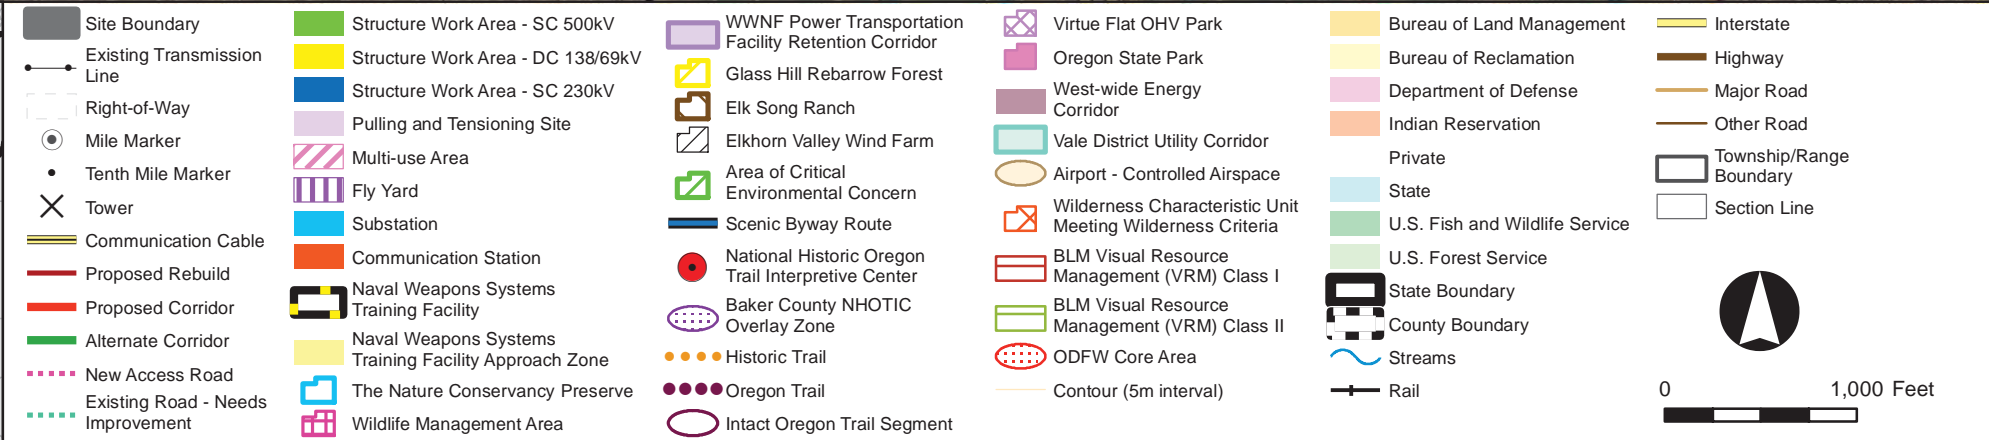 Site Boundary
Existing Transmission
Line
Right-of-Way
Mile Marker
Tenth Mile Marker
Tower
Communication Cable
Proposed Rebuild
Proposed Corridor
Alternate Corridor
New Access Road
Existing Road - Needs
Improvement
Structure Work Area - SC 500kV
Structure Work Area - DC 138/69kV
Structure Work Area - SC 230kV
Pulling and Tensioning Site
Multi-use Area
Fly Yard
Substation
Communication Station
Naval Weapons Systems
Training Facility
Naval Weapons Systems
Training Facility Approach Zone
The Nature Conservancy Preserve
Wildlife Management Area
WWNF Power Transportation
Facility Retention Corridor
Glass Hill Rebarrow Forest
Elk Song Ranch
Elkhorn Valley Wind Farm
Area of Critical
Environmental Concern
Scenic Byway Route
National Historic Oregon
Trail Interpretive Center
Baker County NHOTIC
Overlay Zone
Historic Trail
Oregon Trail
Intact Oregon Trail Segment
Virtue Flat OHV Park
Oregon State Park
West-wide Energy
Corridor
Vale District Utility Corridor
Airport - Controlled Airspace
Wilderness Characteristic Unit
Meeting Wilderness Criteria
BLM Visual Resource
Management (VRM) Class I
BLM Visual Resource
Management (VRM) Class II
ODFW Core Area
Contour (5m interval)
Bureau of Land Management
Bureau of Reclamation
Department of Defense
Indian Reservation
Private
State
U.S. Fish and Wildlife Service
U.S. Forest Service
State Boundary
County Boundary
Streams
Rail
Interstate
Highway
Major Road
Other Road
Township/Range
Boundary
Section Line
0 1,000 Feet